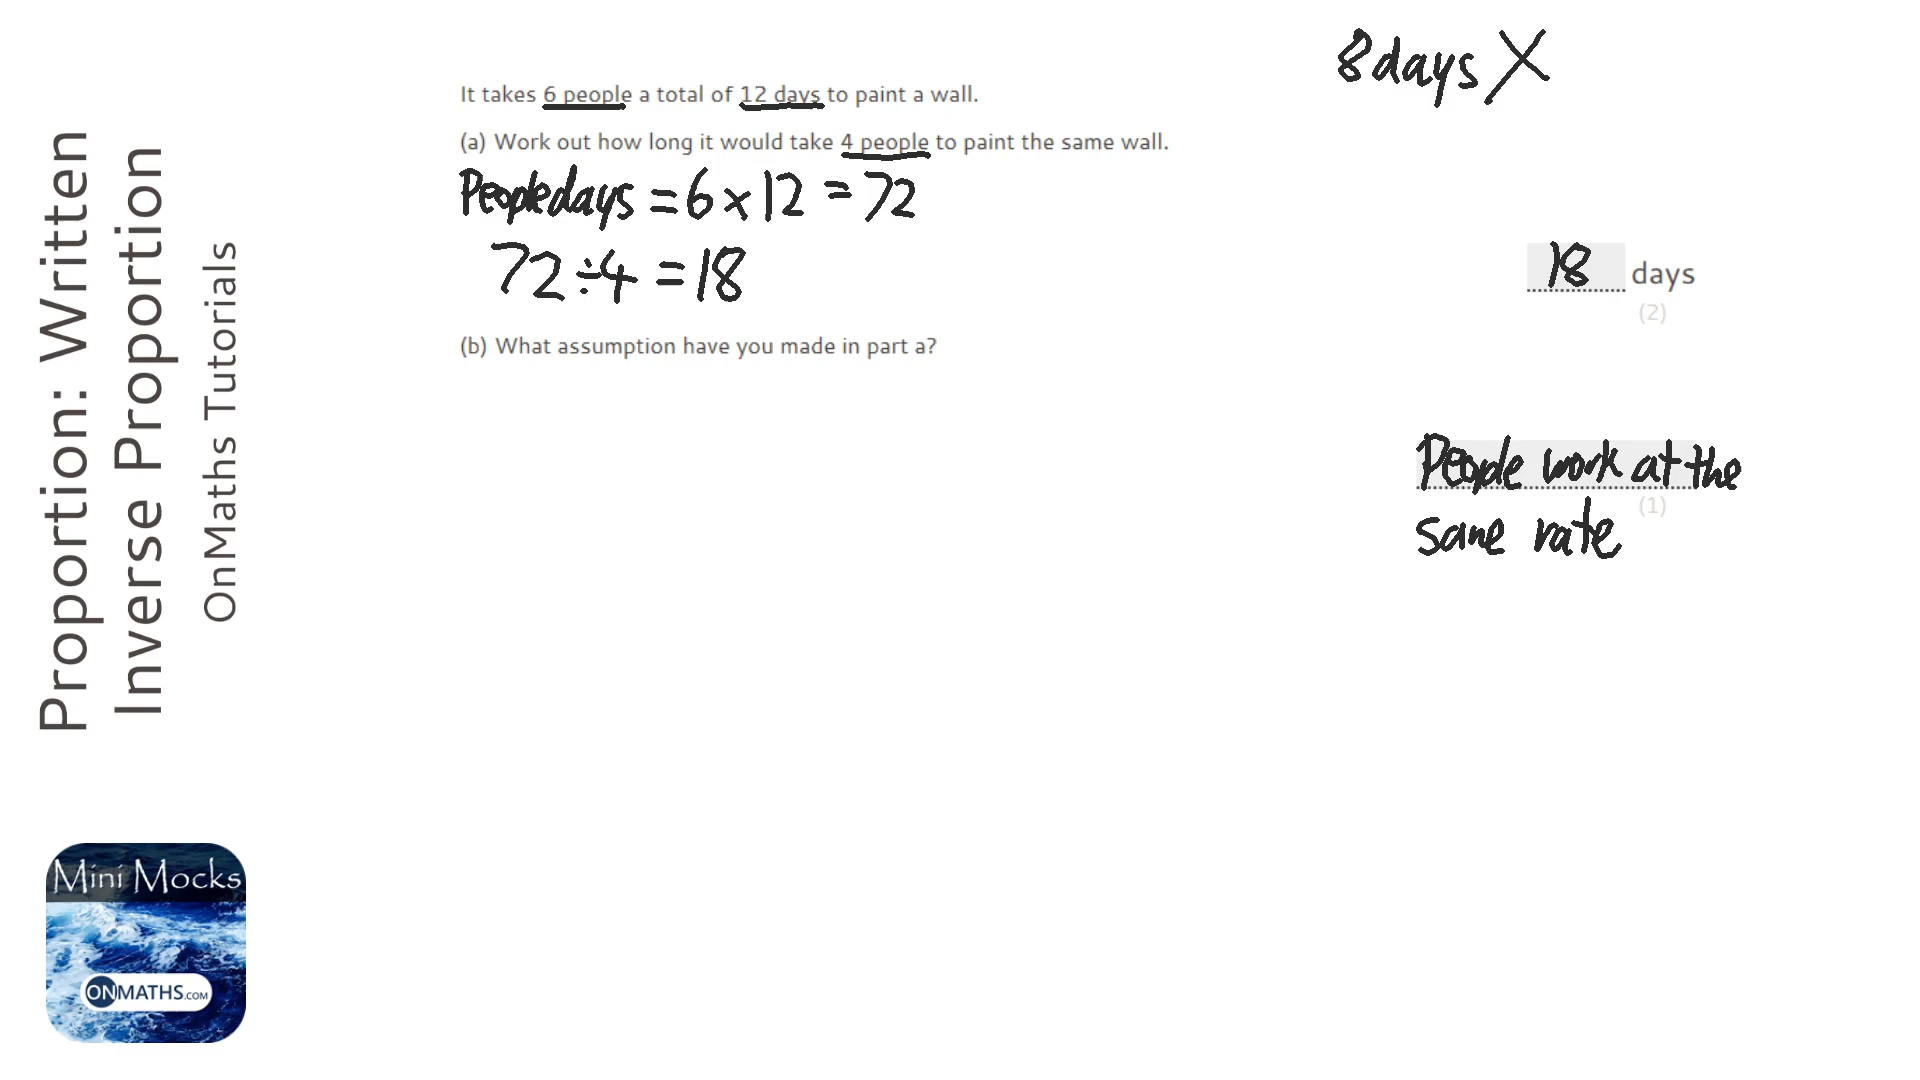 Proportion: Written
Inverse Proportion
OnMaths Tutorials
8days X
It takes 6 people a total of 12 days to paint a wall.
(a) Work out how long it would take 4 people to paint the same wall.
Peopledays = 6 × 12 = 72
72 ÷ 4 = 18
18 days
(2)
(b) What assumption have you made in part a?
People work at the
(1)
same rate
Mini Mocks
ONMATHS.COM